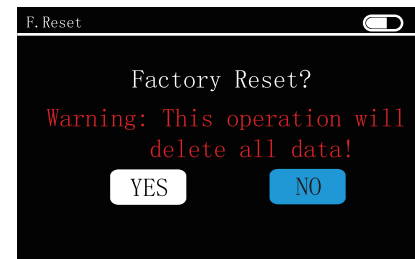 F.Reset
Factory Reset?
Warning: This operation will
delete all data!
YES NO